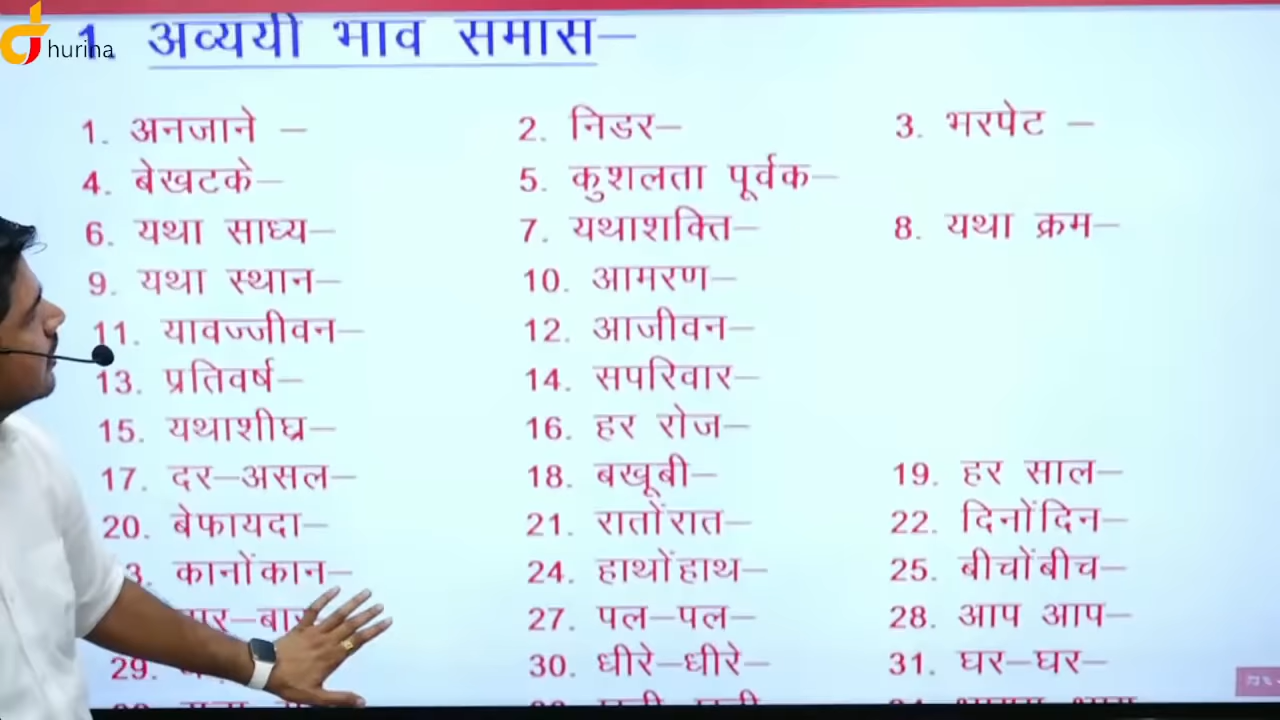 hurina
1. अव्ययी भाव समास–
1. अनजाने – 2. निडर– 3. भरपेट –
4. बेखटके– 5. कुशलता पूर्वक–
6. यथा साध्य– 7. यथाशक्ति– 8. यथा क्रम–
9. यथा स्थान– 10. आमरण–
11. यावज्जीवन– 12. आजीवन–
13. प्रतिवर्ष– 14. सपरिवार–
15. यथाशीघ्र– 16. हर रोज–
17. दर–असल– 18. बखूबी– 19. हर साल–
20. बेफायदा– 21. रातोंरात– 22. दिनोंदिन–
3. कानोंकान– 24. हाथोंहाथ– 25. बीचोंबीच–
27. पल–पल– 28. आप आप–
29. 30. धीरे–धीरे– 31. घर–घर–